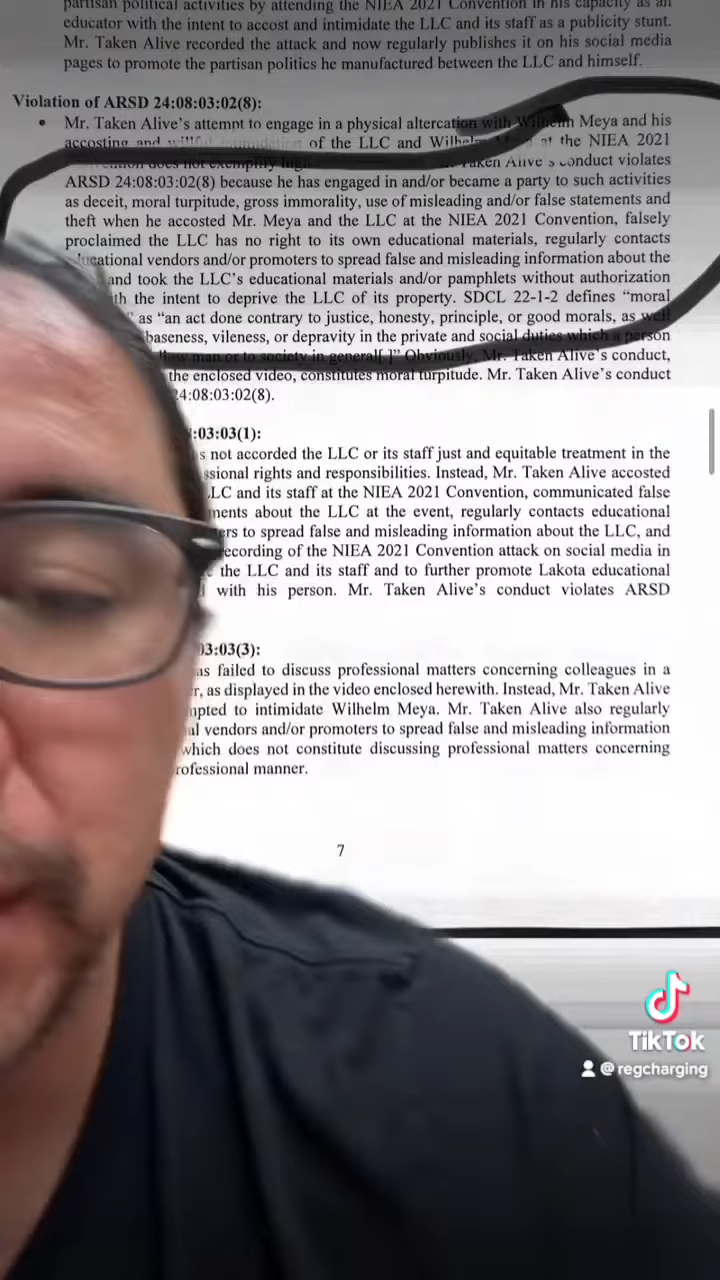 partisan political activities by attending the NIEA 2021 Convention in his capacity as an
educator with the intent to accost and intimidate the LLC and its staff as a publicity stunt.
Mr. Taken Alive recorded the attack and now regularly publishes it on his social media
pages to promote the partisan politics he manufactured between the LLC and himself.
Violation of ARSD 24:08:03:02(8):
• Mr. Taken Alive's attempt to engage in a physical altercation with Wilhelm Meya and his
accosting and of the LLC and at the NIEA 2021
does not exemplify Taken Alive's conduct violates
ARSD 24:08:03:02(8) because he has engaged in and/or became a party to such activities
as deceit, moral turpitude, gross immorality, use of misleading and/or false statements and
theft when he accosted Mr. Meya and the LLC at the NIEA 2021 Convention, falsely
proclaimed the LLC has no right to its own educational materials, regularly contacts
educational vendors and/or promoters to spread false and misleading information about the
and took the LLC's educational materials and/or pamphlets without authorization
the intent to deprive the LLC of its property. SDCL 22-1-2 defines "moral
" as "an act done contrary to justice, honesty, principle, or good morals, as well
baseness, vileness, or depravity in the private and social duties which a person
man or to society in general[.]" Obviously, Mr. Taken Alive's conduct,
the enclosed video, constitutes moral turpitude. Mr. Taken Alive's conduct
24:08:03:02(8).
:03:03(1):
not accorded the LLC or its staff just and equitable treatment in the
rights and responsibilities. Instead, Mr. Taken Alive accosted
LLC and its staff at the NIEA 2021 Convention, communicated false
about the LLC at the event, regularly contacts educational
to spread false and misleading information about the LLC, and
recording of the NIEA 2021 Convention attack on social media in
the LLC and its staff and to further promote Lakota educational
with his person. Mr. Taken Alive's conduct violates ARSD
03:03(3):
as failed to discuss professional matters concerning colleagues in a
r, as displayed in the video enclosed herewith. Instead, Mr. Taken Alive
to intimidate Wilhelm Meya. Mr. Taken Alive also regularly
al vendors and/or promoters to spread false and misleading information
which does not constitute discussing professional matters concerning
rofessional manner.
7
TikTok
@regcharging